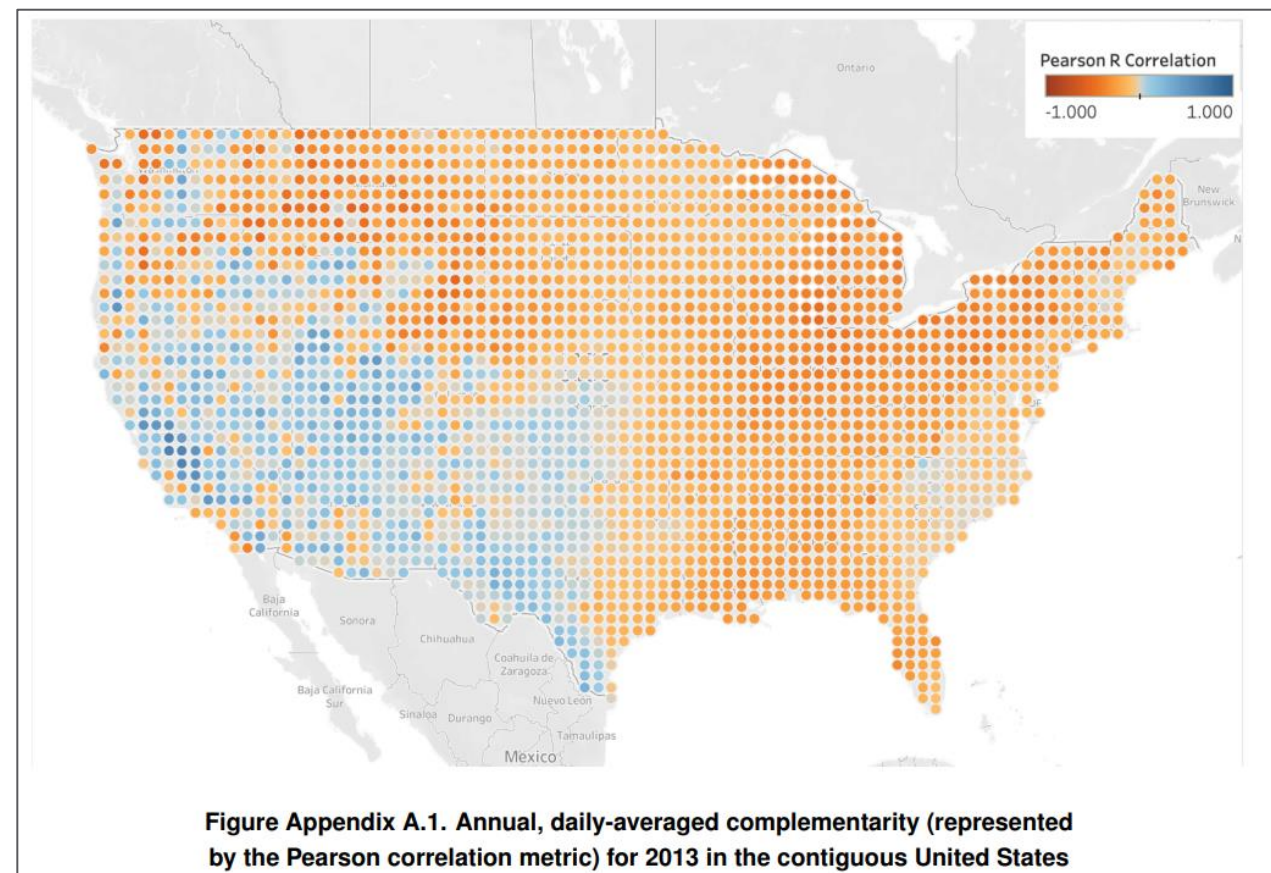 Ontario
Pearson R Correlation
-1.000
1.000
New
Brunswick
N
Baja
California
Sonora
Chihuahua
Coahuila de
Zaragoza
Baja California
Sur
Nuevo León
Sinaloa
Durango
Tamaulipas
Mexico
Figure Appendix A.1. Annual, daily-averaged complementarity (represented
by the Pearson correlation metric) for 2013 in the contiguous United States